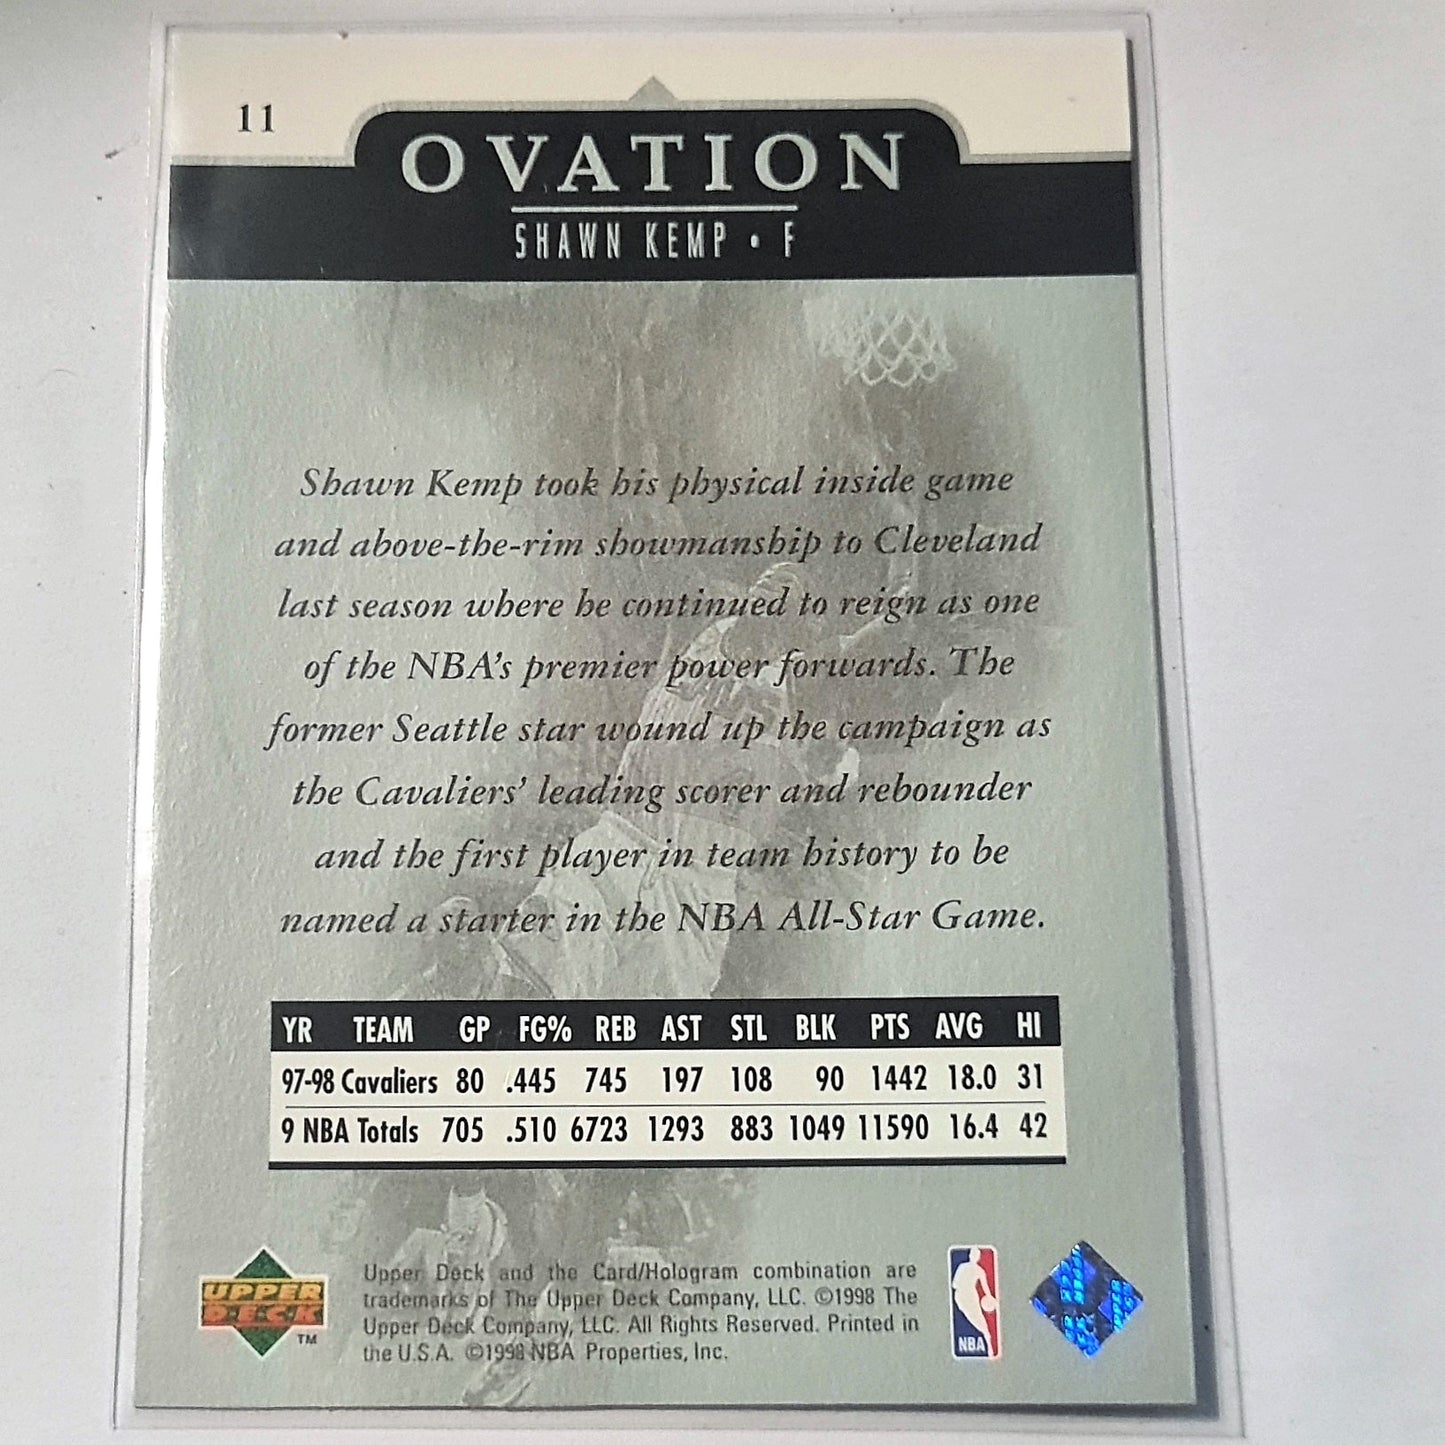 11
OVATION
SHAWN KEMP • F
Shawn Kemp took his physical inside game
and above-the-rim showmanship to Cleveland
last season where he continued to reign as one
of the NBA's premier power forwards. The
former Seattle star wound up the campaign as
the Cavaliers' leading scorer and rebounder
and the first player in team history to be
named a starter in the NBA All-Star Game.
YR TEAM GP FG% REB AST STL BLK PTS AVG HI
97-98 Cavaliers 80 .445 745 197 108 90 1442 18.0 31
9 NBA Totals 705 .510 6723 1293 883 1049 11590 16.4 42
UPPER
DECK
TM
Upper Deck and the Card/Hologram combination are
trademarks of The Upper Deck Company, LLC. ©1998 The
Upper Deck Company, LLC. All Rights Reserved. Printed in
the U.S.A. ©1998 NBA Properties, Inc.
NBA